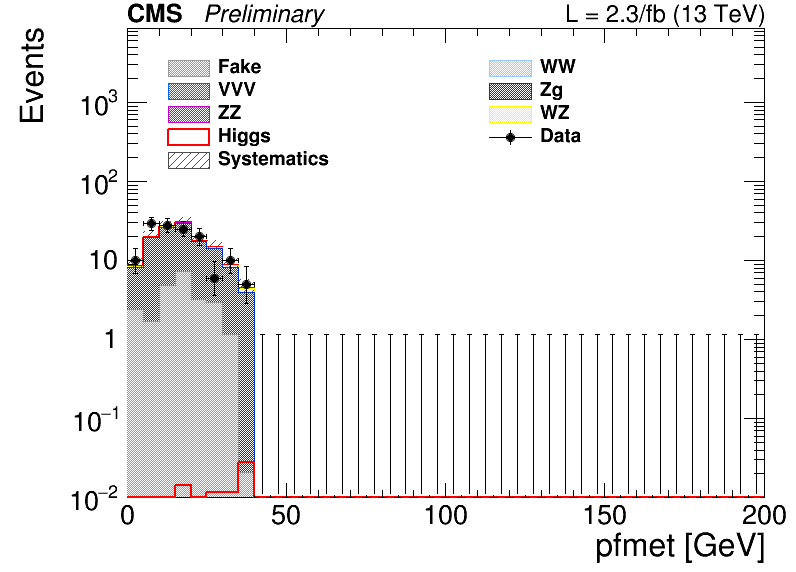 CMS Preliminary L = 2.3/fb (13 TeV)
Events
Fake WW
VVV Zg
ZZ WZ
Higgs Data
Systematics
10³
10²
10
1
10⁻¹
10⁻²
0 50 100 150 200
pfmet [GeV]